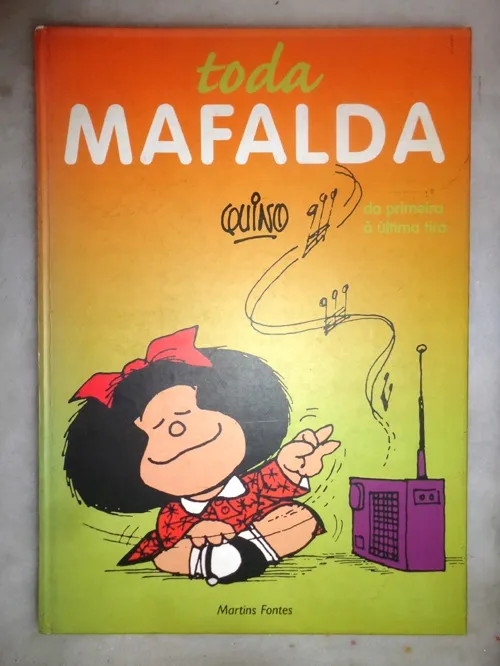 toda
MAFALDA
QUINO
da primeira
à última tira
Martins Fontes